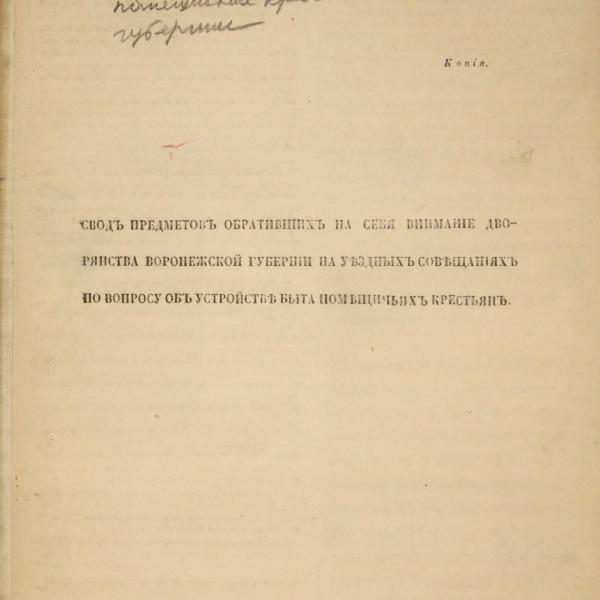 помещичьих
губернии
Копія.
СВОДЪ ПРЕДМЕТОВЪ ОБРАТИВШИХЪ НА СЕБЯ ВНИМАНІЕ ДВО-
РЯНСТВА ВОРОНЕЖСКОЙ ГУБЕРНІИ НА УѢЗДНЫХЪ СОВѢЩАНІЯХЪ
ПО ВОПРОСУ ОБЪ УСТРОЙСТВѢ БЫТА ПОМѢЩИЧЬИХЪ КРЕСТЬЯНЪ.